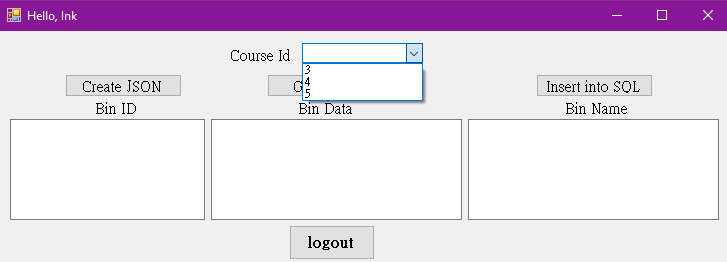 Hello, Ink
Course Id
3
4
5
Create JSON
Insert into SQL
Bin ID
Bin Data
Bin Name
logout